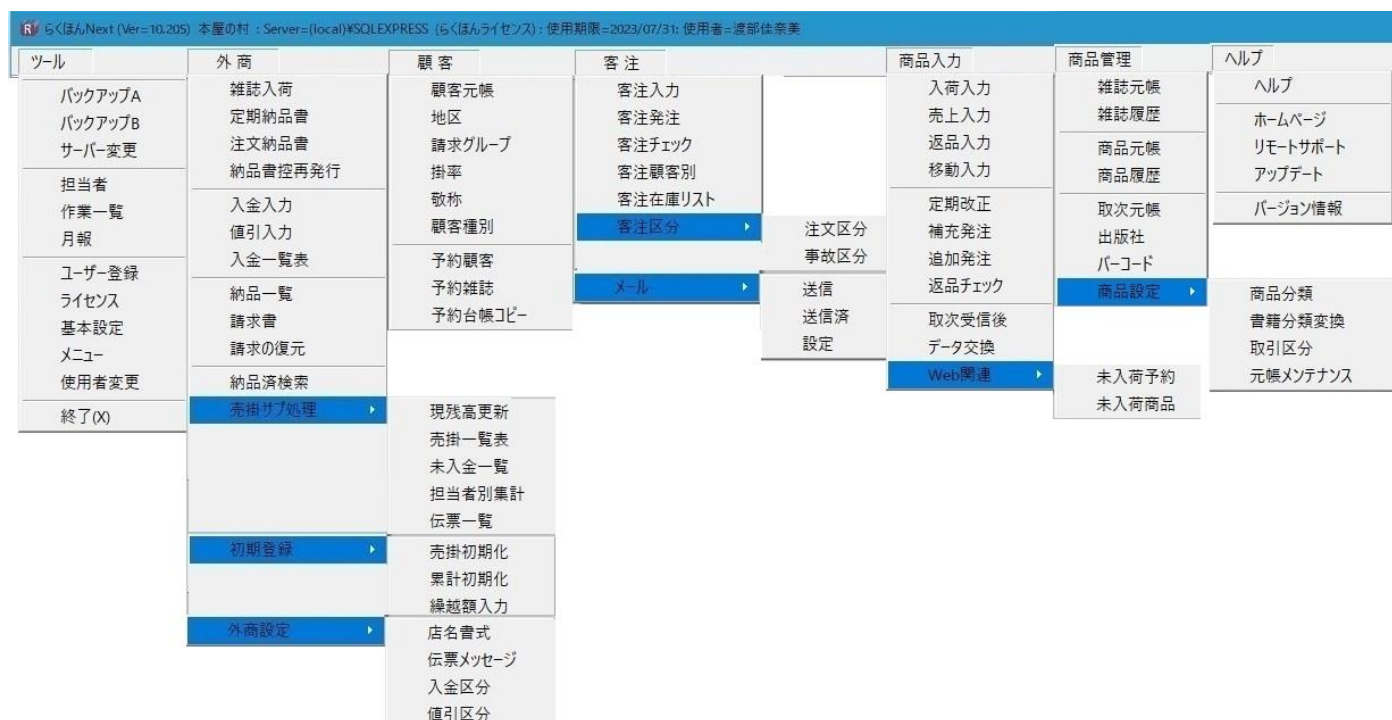 らくほんNext (Ver=10.205) 本屋の村 : Server=(local)¥SQLEXPRESS (らくほんライセンス) : 使用期限=2023/07/31: 使用者=渡部佳奈美
ツール
バックアップA
バックアップB
サーバー変更
担当者
作業一覧
月報
ユーザー登録
ライセンス
基本設定
メニュー
使用者変更
終了(X)
外商
雑誌入荷
定期納品書
注文納品書
納品書控再発行
入金入力
値引入力
入金一覧表
納品一覧
請求書
請求の復元
納品済検索
売掛サブ処理
現残高更新
売掛一覧表
未入金一覧
担当者別集計
伝票一覧
初期登録
売掛初期化
累計初期化
繰越額入力
外商設定
店名書式
伝票メッセージ
入金区分
値引区分
顧客
顧客元帳
地区
請求グループ
掛率
敬称
顧客種別
予約顧客
予約雑誌
予約台帳コピー
客注
客注入力
客注発注
客注チェック
客注顧客別
客注在庫リスト
客注区分
注文区分
事故区分
メール
送信
送信済
設定
商品入力
入荷入力
売上入力
返品入力
移動入力
定期改正
補充発注
追加発注
返品チェック
取次受信後
データ交換
Web関連
未入荷予約
未入荷商品
商品管理
雑誌元帳
雑誌履歴
商品元帳
商品履歴
取次元帳
出版社
バーコード
商品設定
商品分類
書籍分類変換
取引区分
元帳メンテナンス
ヘルプ
ヘルプ
ホームページ
リモートサポート
アップデート
バージョン情報